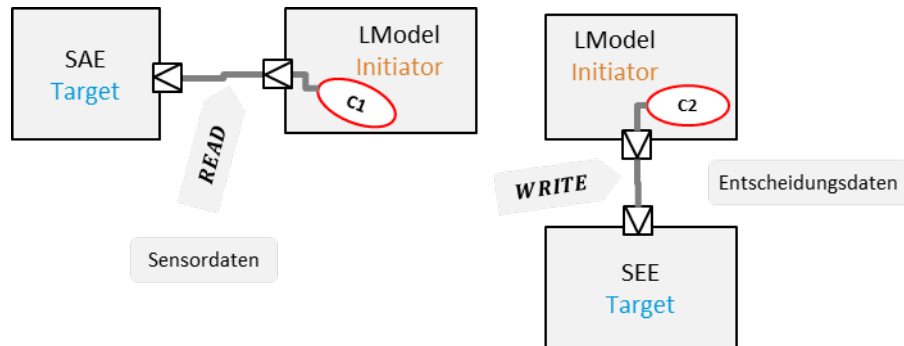 SAE
Target
LModel
Initiator
C1
READ
Sensordaten
LModel
Initiator
C2
WRITE
Entscheidungsdaten
SEE
Target